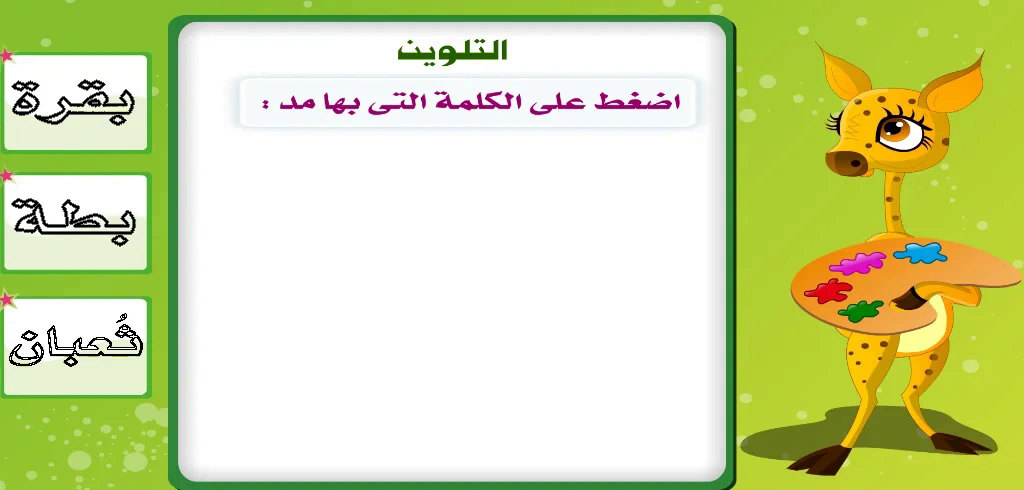 التلوين
اضغط على الكلمة التى بها مد :
بقرة
بطة
ثُعبان